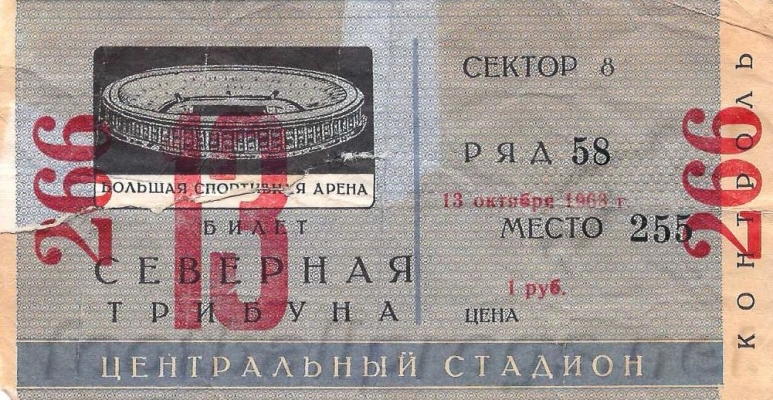 БОЛЬШАЯ СПОРТИВНАЯ АРЕНА
БИЛЕТ
СЕВЕРНАЯ
ТРИБУНА
13
266
СЕКТОР 8
РЯД 58
13 октября 1963 г
МЕСТО 255
1 руб.
ЦЕНА
ЦЕНТРАЛЬНЫЙ СТАДИОН
266
КОНТРОЛЬ